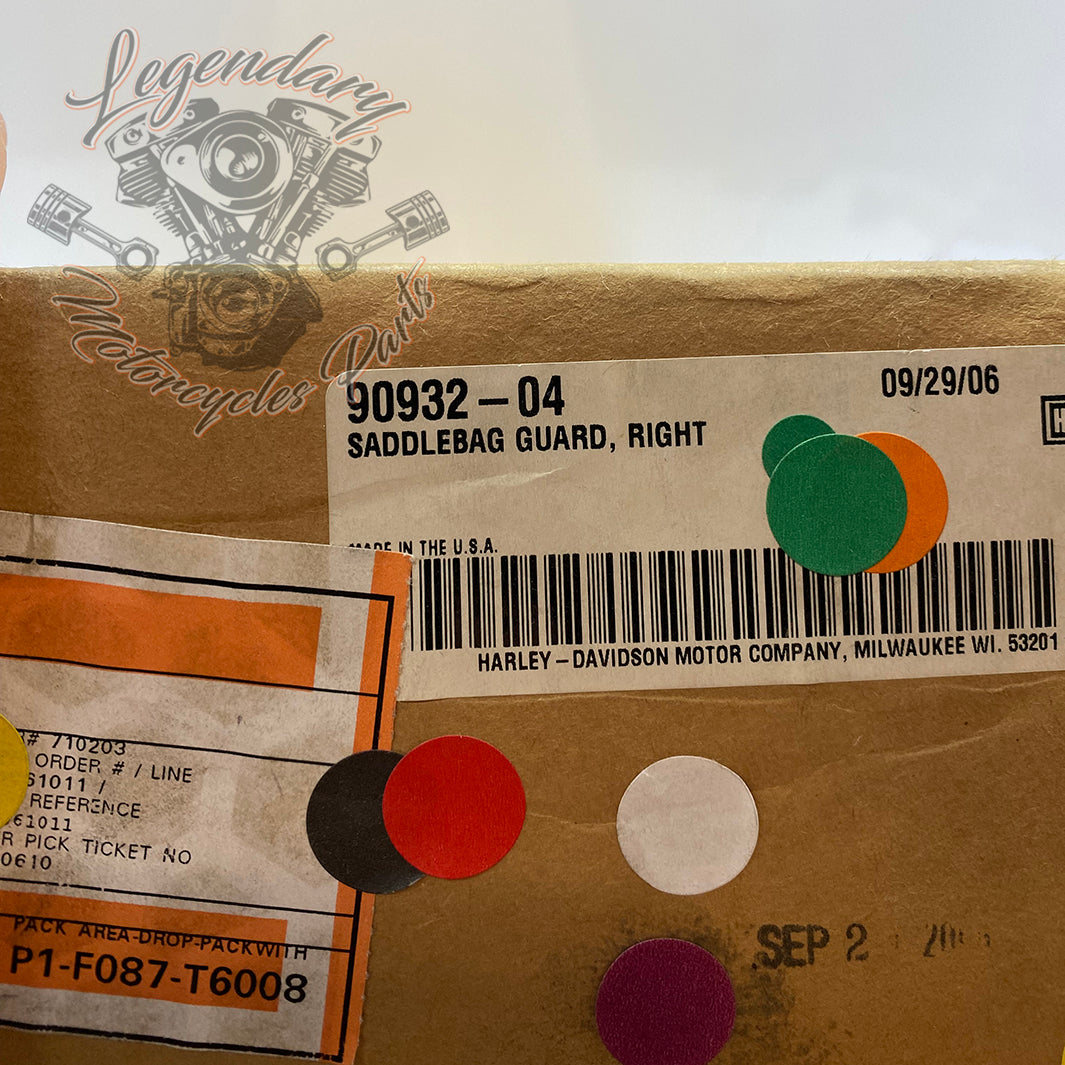 Legendary
Motorcycles Parts
90932-04
09/29/06
SADDLEBAG GUARD, RIGHT
MADE IN THE U.S.A.
HARLEY-DAVIDSON MOTOR COMPANY, MILWAUKEE WI. 53201
# 710203
ORDER # / LINE
61011 /
REFERENCE
61011
R PICK TICKET NO
0610
PACK AREA-DROP-PACKWITH
P1-F087-T6008
SEP 2